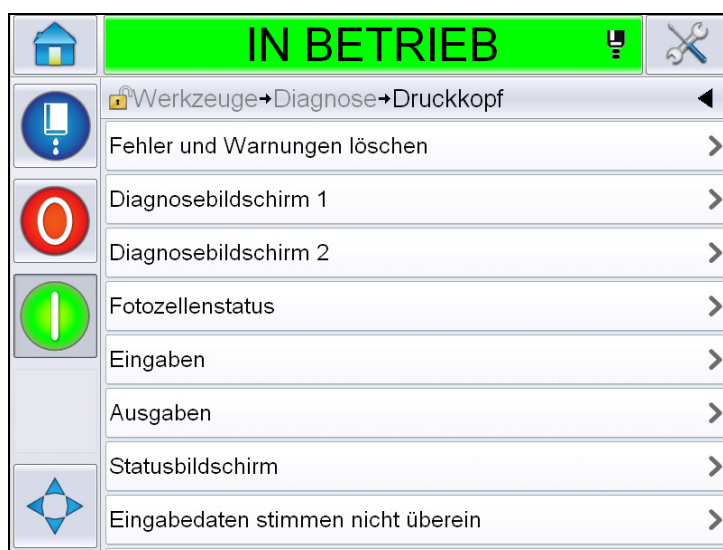 IN BETRIEB
Werkzeuge→Diagnose→Druckkopf
Fehler und Warnungen löschen
Diagnosebildschirm 1
Diagnosebildschirm 2
Fotozellenstatus
Eingaben
Ausgaben
Statusbildschirm
Eingabedaten stimmen nicht überein